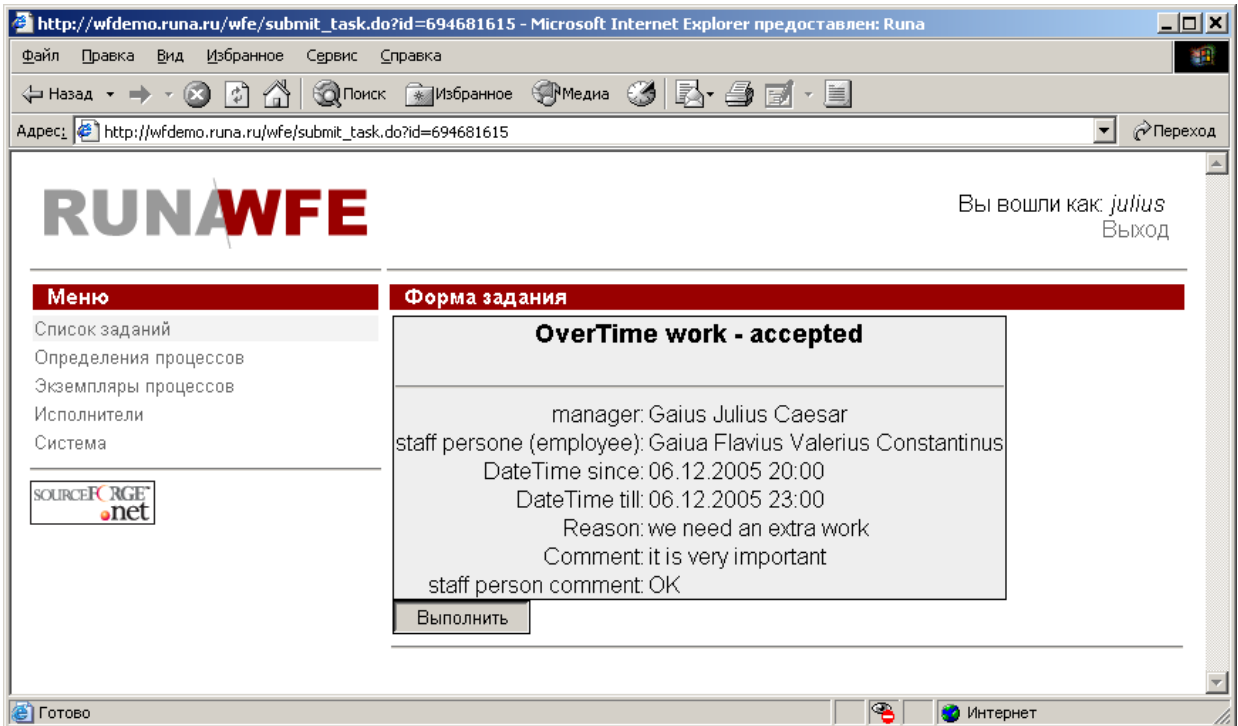 http://wfdemo.runa.ru/wfe/submit_task.do?id=694681615 - Microsoft Internet Explorer предоставлен: Runa
Файл Правка Вид Избранное Сервис Справка
Назад Поиск Избранное Медиа
Адрес: http://wfdemo.runa.ru/wfe/submit_task.do?id=694681615 Переход
RUNAWFE
Вы вошли как: julius
Выход
Меню
Список заданий
Определения процессов
Экземпляры процессов
Исполнители
Система
SOURCEFORGE
.net
Форма задания
OverTime work - accepted
manager: Gaius Julius Caesar
staff persone (employee): Gaiua Flavius Valerius Constantinus
DateTime since: 06.12.2005 20:00
DateTime till: 06.12.2005 23:00
Reason: we need an extra work
Comment: it is very important
staff person comment: OK
Выполнить
Готово Интернет